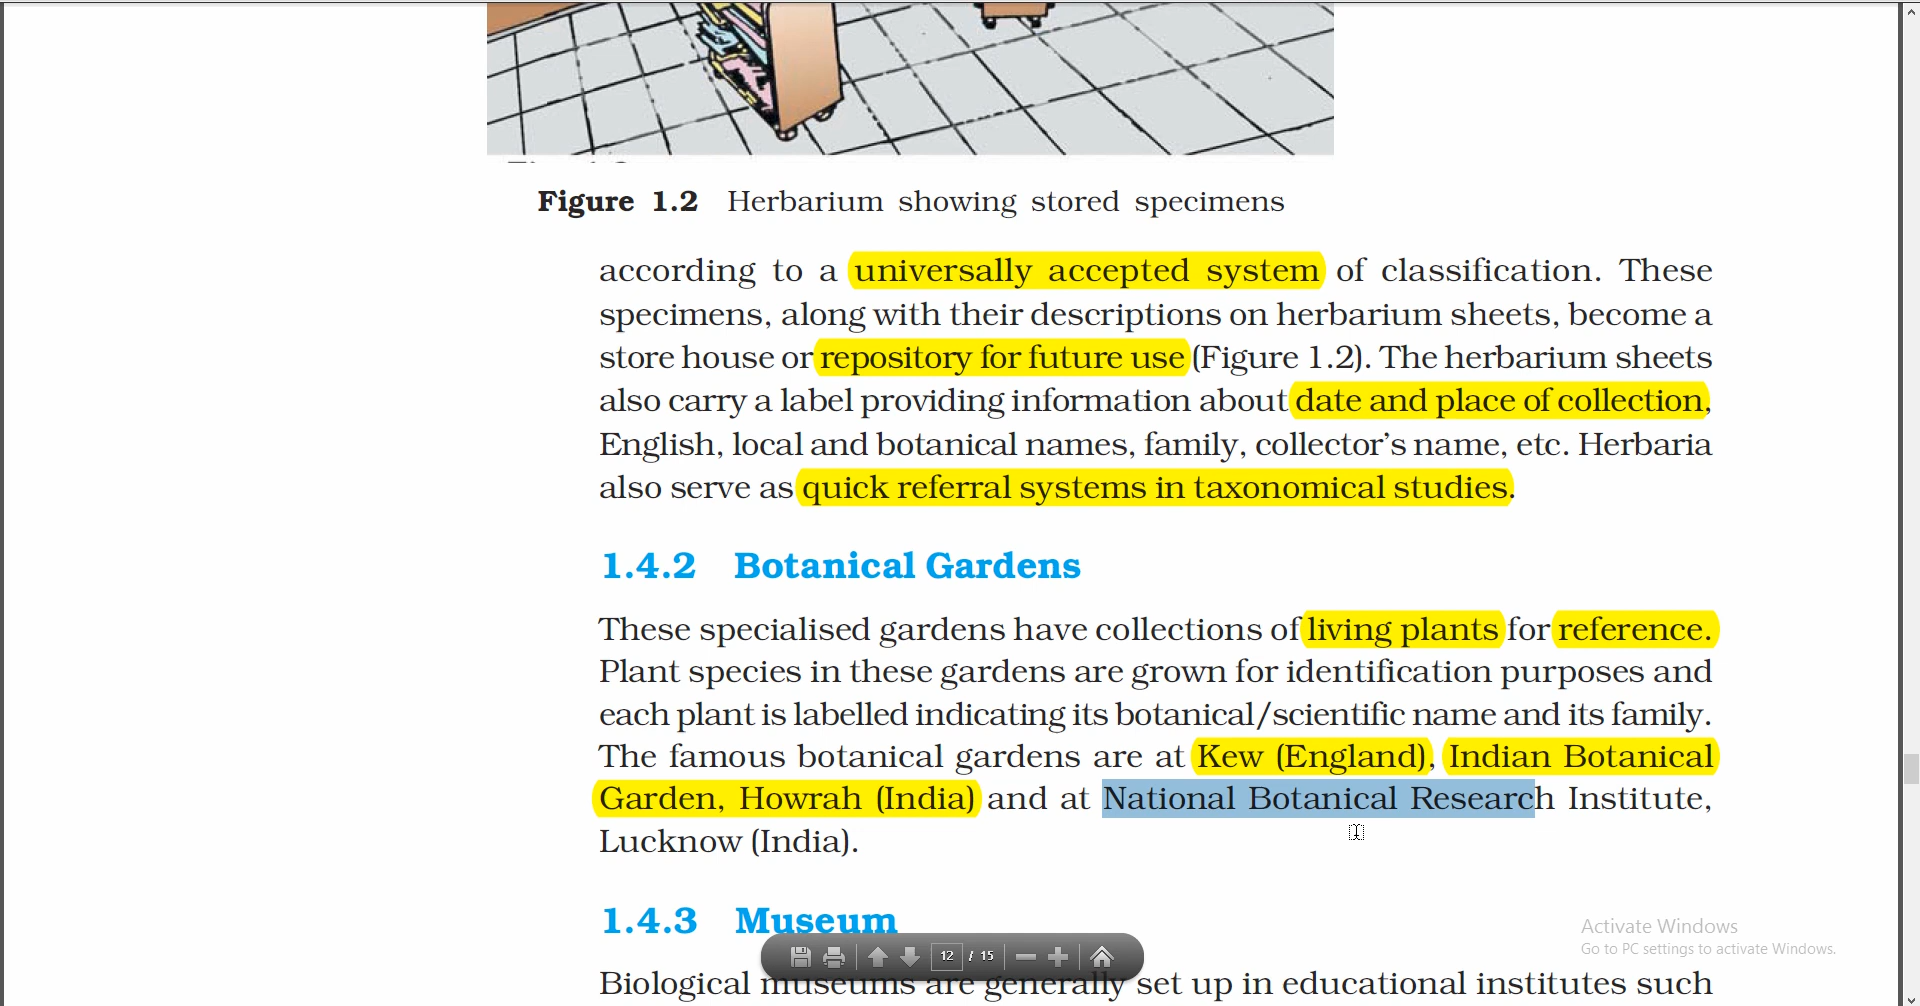 Figure 1.2 Herbarium showing stored specimens
according to a universally accepted system of classification. These
specimens, along with their descriptions on herbarium sheets, become a
store house or repository for future use (Figure 1.2). The herbarium sheets
also carry a label providing information about date and place of collection,
English, local and botanical names, family, collector's name, etc. Herbaria
also serve as quick referral systems in taxonomical studies.
1.4.2 Botanical Gardens
These specialised gardens have collections of living plants for reference.
Plant species in these gardens are grown for identification purposes and
each plant is labelled indicating its botanical/scientific name and its family.
The famous botanical gardens are at Kew (England), Indian Botanical
Garden, Howrah (India) and at National Botanical Research Institute,
Lucknow (India).
1.4.3 Museum
Activate Windows
Go to PC settings to activate Windows.
12 / 15
Biological museums are generally set up in educational institutes such